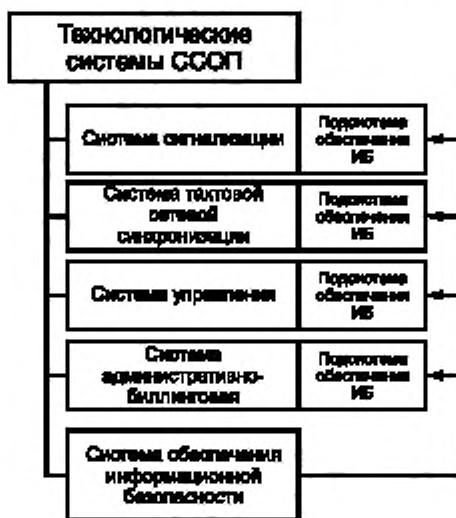 Технологические
системы ССОП
Система сигнализации
Подсистема
обеспечения
ИБ
Система тактовой
сетевой
синхронизации
Подсистема
обеспечения
ИБ
Система управления
Подсистема
обеспечения
ИБ
Система
административно-
биллинговая
Подсистема
обеспечения
ИБ
Система обеспечения
информационной
безопасности